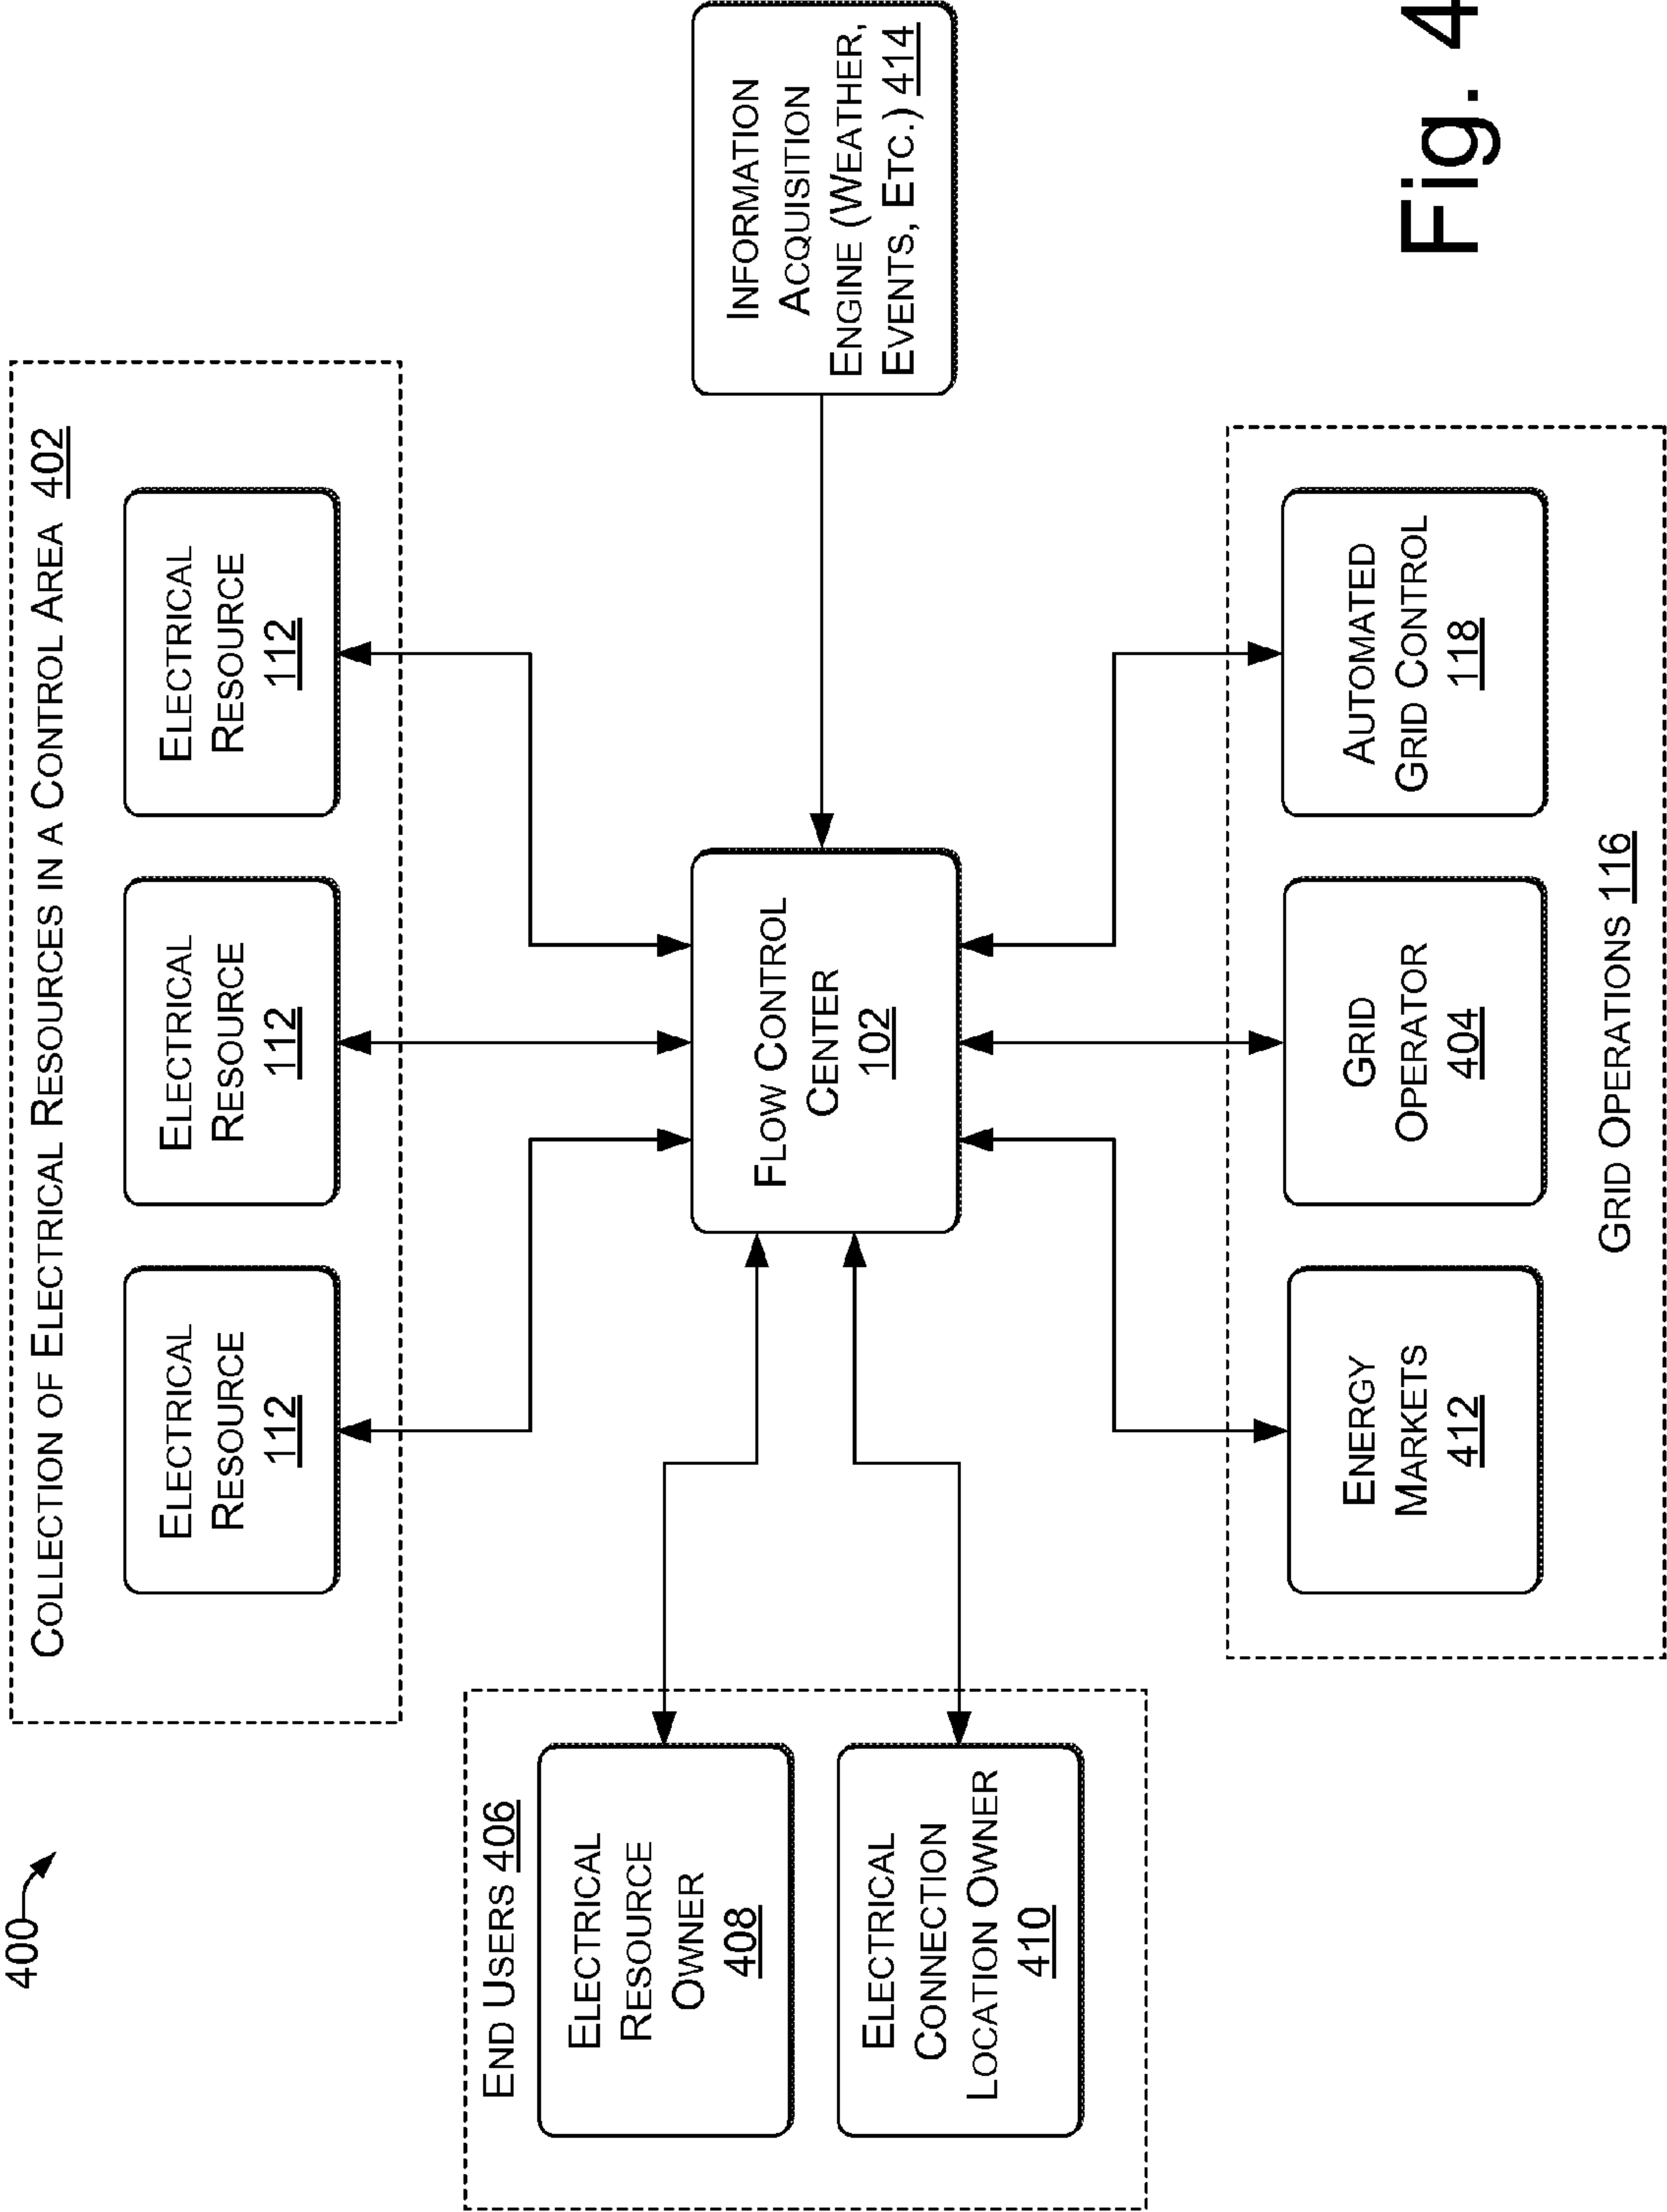 400
COLLECTION OF ELECTRICAL RESOURCES IN A CONTROL AREA 402
ELECTRICAL
RESOURCE
112
ELECTRICAL
RESOURCE
112
ELECTRICAL
RESOURCE
112
END USERS 406
ELECTRICAL
RESOURCE
OWNER
408
ELECTRICAL
CONNECTION
LOCATION OWNER
410
FLOW CONTROL
CENTER
102
INFORMATION
ACQUISITION
ENGINE (WEATHER,
EVENTS, ETC.) 414
ENERGY
MARKETS
412
GRID
OPERATOR
404
AUTOMATED
GRID CONTROL
118
GRID OPERATIONS 116
Fig. 4